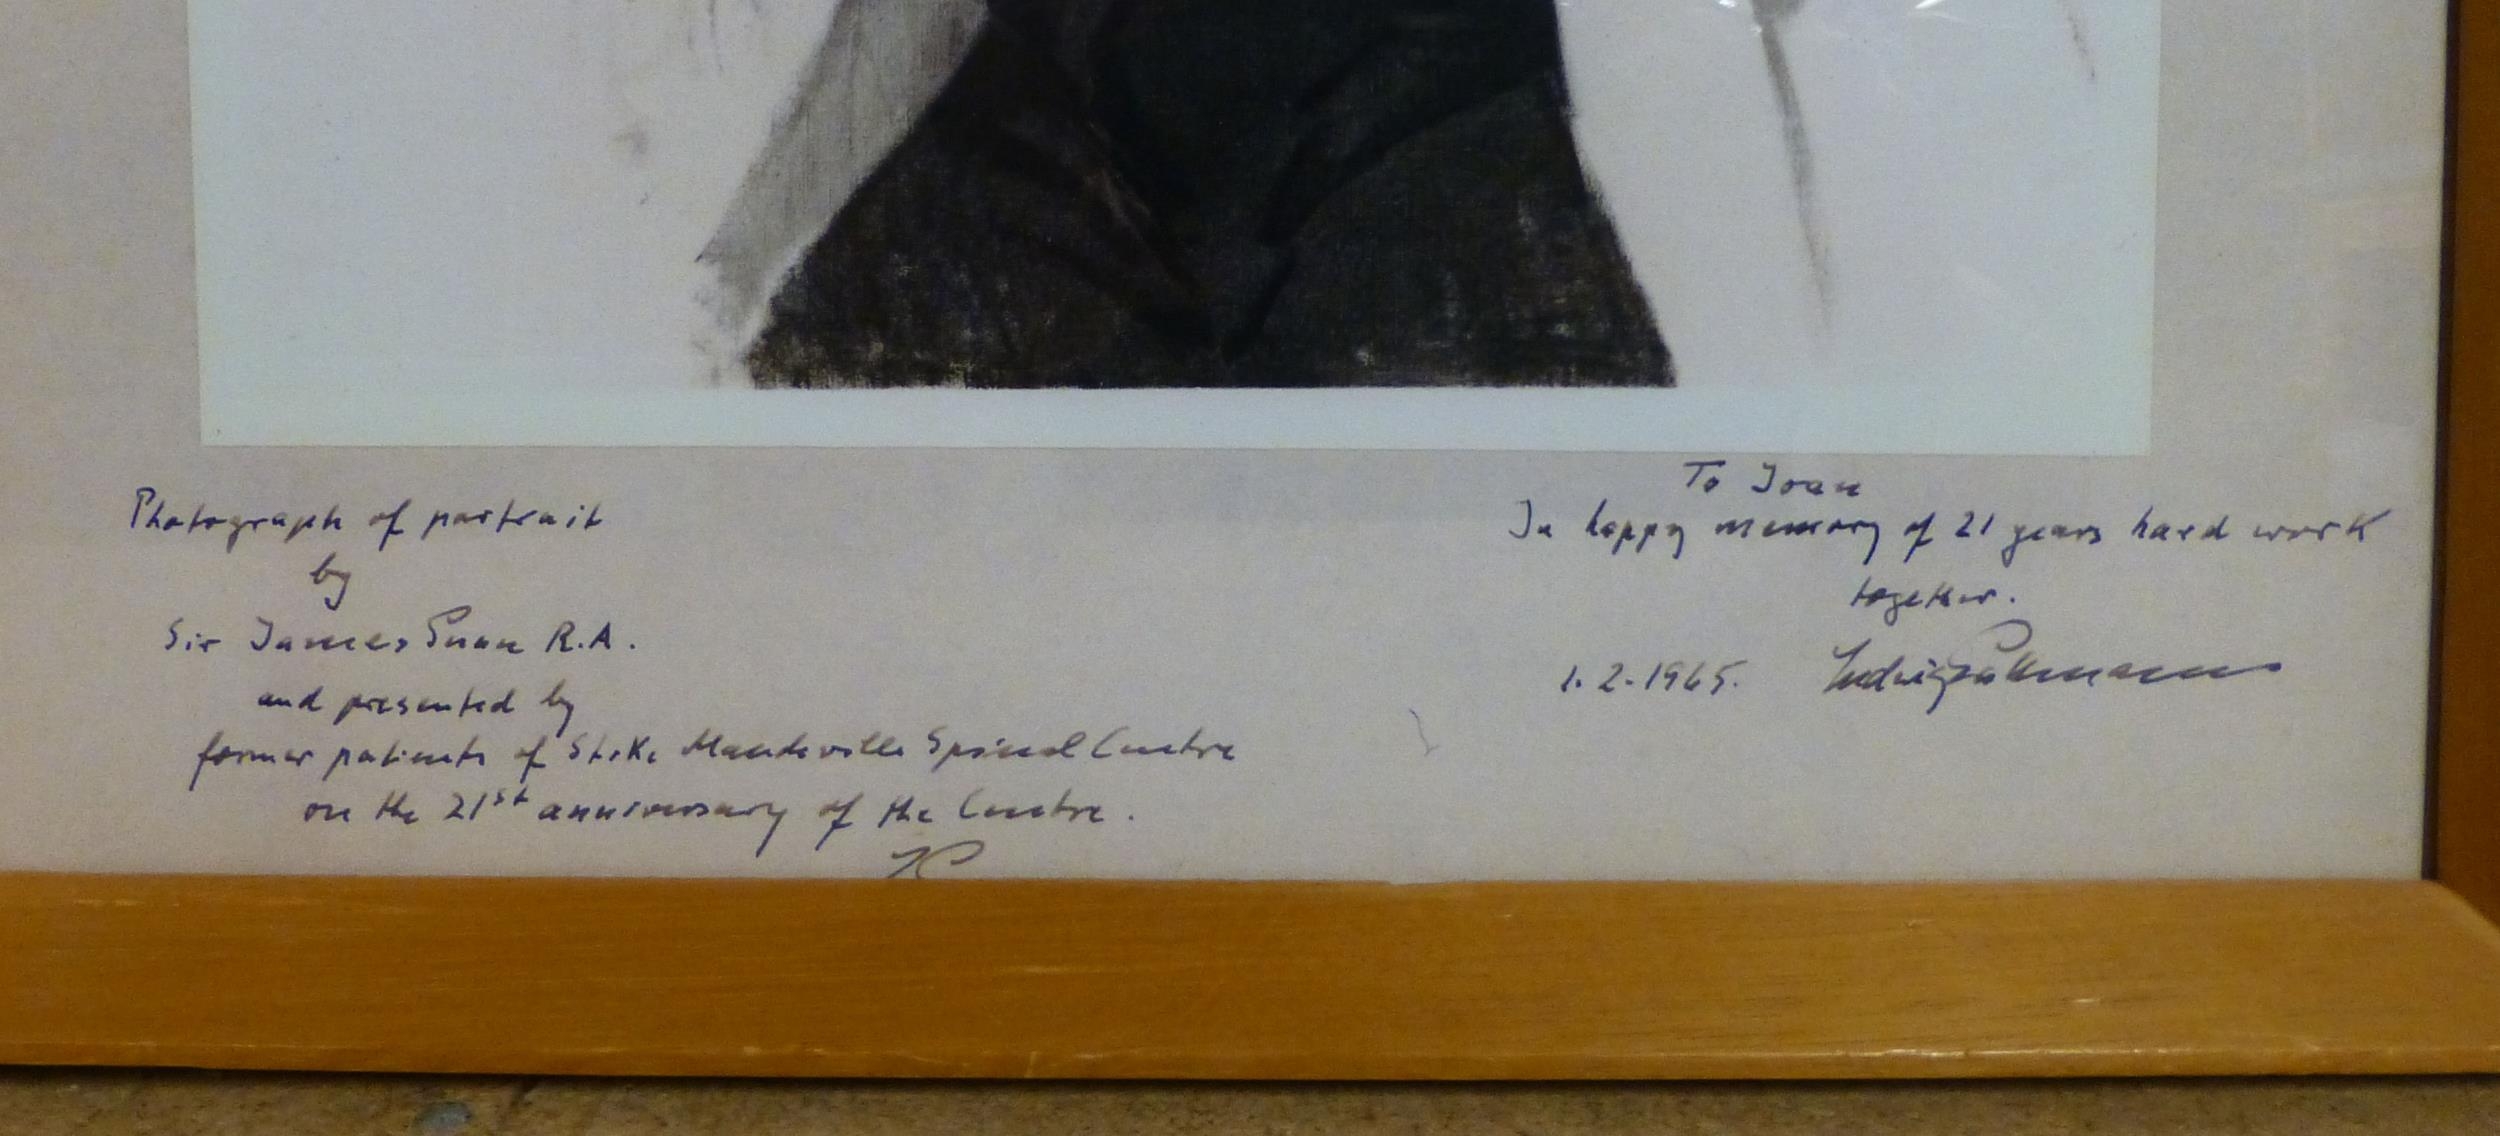 Photograph of portrait
by
Sir James Gunn R.A.
and presented by
former patients of Stoke Mandeville Spinal Centre
on the 21st anniversary of the Centre.
To Joan
In happy memory of 21 years hard work
together.
1.2.1965. Ludwig Guttmann